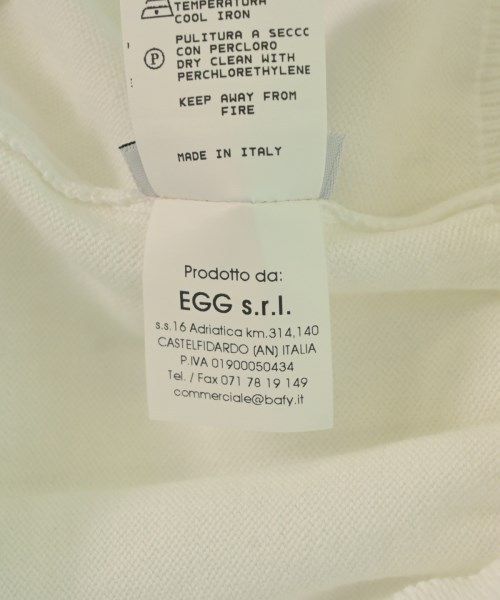 TEMPERATURA
COOL IRON
P
PULITURA A SECCC
CON PERCLORO
DRY CLEAN WITH
PERCHLORETHYLENE
KEEP AWAY FROM
FIRE
MADE IN ITALY
Prodotto da:
EGG s.r.l.
s.s.16 Adriatica km.314,140
CASTELFIDARDO (AN) ITALIA
P.IVA 01900050434
Tel. / Fax 071 78 19 149
commerciale@bafy.it